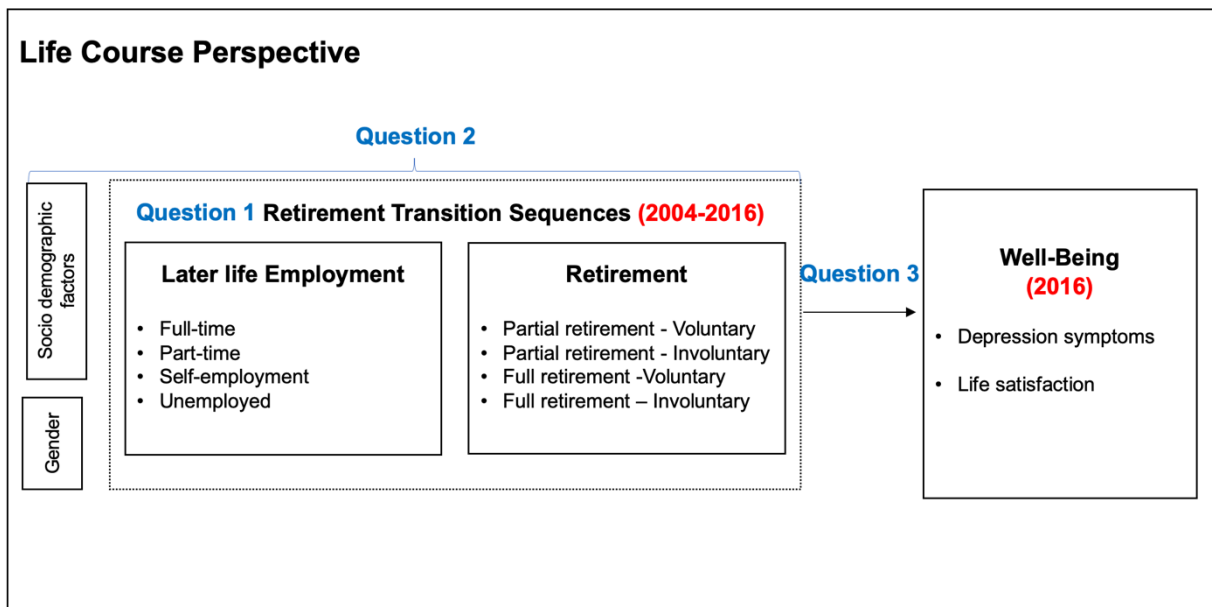 Life Course Perspective
Question 2
Socio demographic
factors
Gender
Question 1 Retirement Transition Sequences (2004-2016)
Later life Employment
• Full-time
• Part-time
• Self-employment
• Unemployed
Retirement
• Partial retirement - Voluntary
• Partial retirement - Involuntary
• Full retirement -Voluntary
• Full retirement – Involuntary
Question 3
Well-Being
(2016)
• Depression symptoms
• Life satisfaction